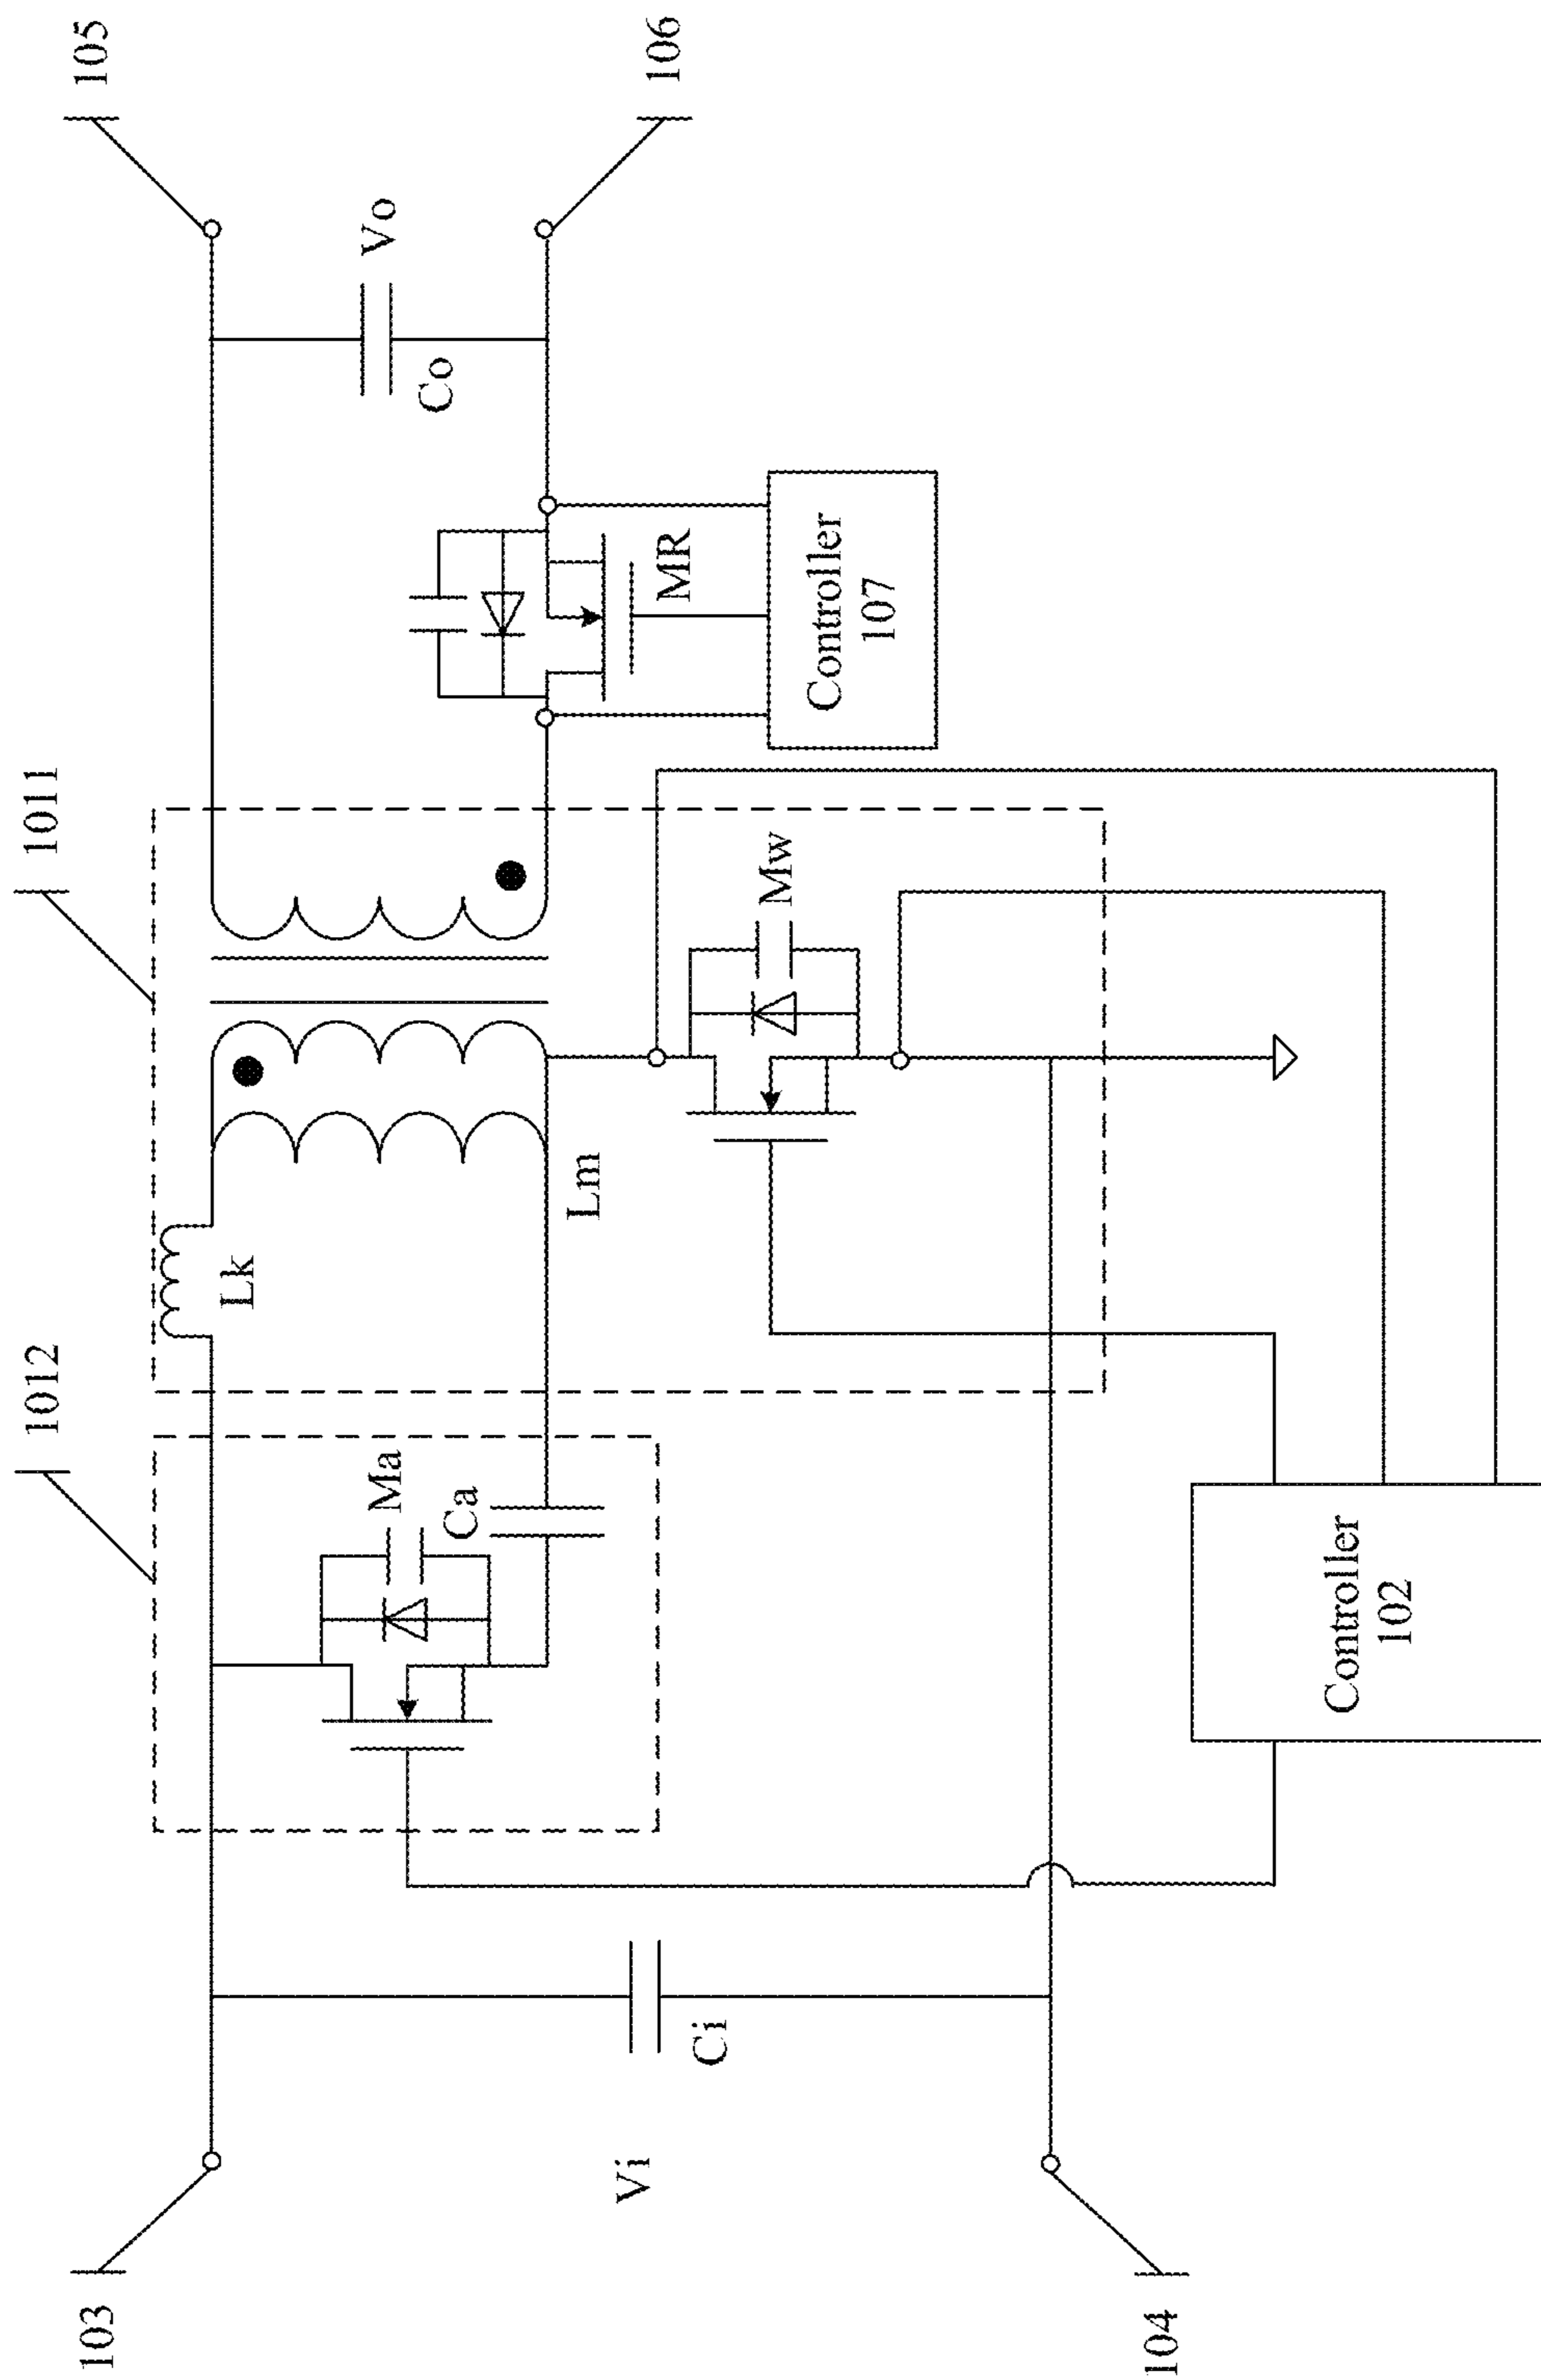 1012
1011
105
103
Lk
Vo
Ma
Co
Ca
Lm
106
Vi
MR
Ci
Mw
Controller
107
104
Controller
102